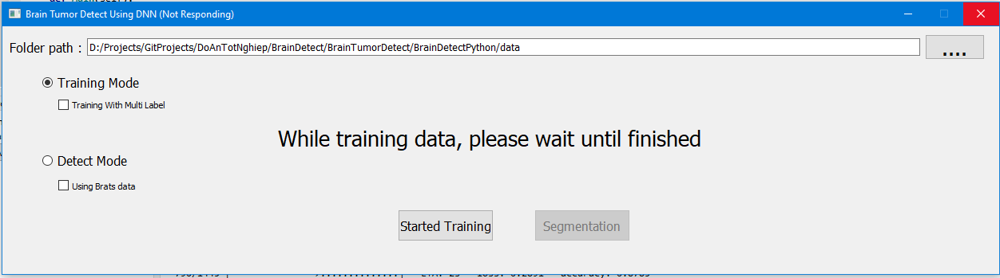 Brain Tumor Detect Using DNN (Not Responding)
Folder path : D:/Projects/GitProjects/DoAnTotNghiep/BrainDetect/BrainTumorDetect/BrainDetectPython/data ....
Training Mode
Training With Multi Label
While training data, please wait until finished
Detect Mode
Using Brats data
Started Training Segmentation